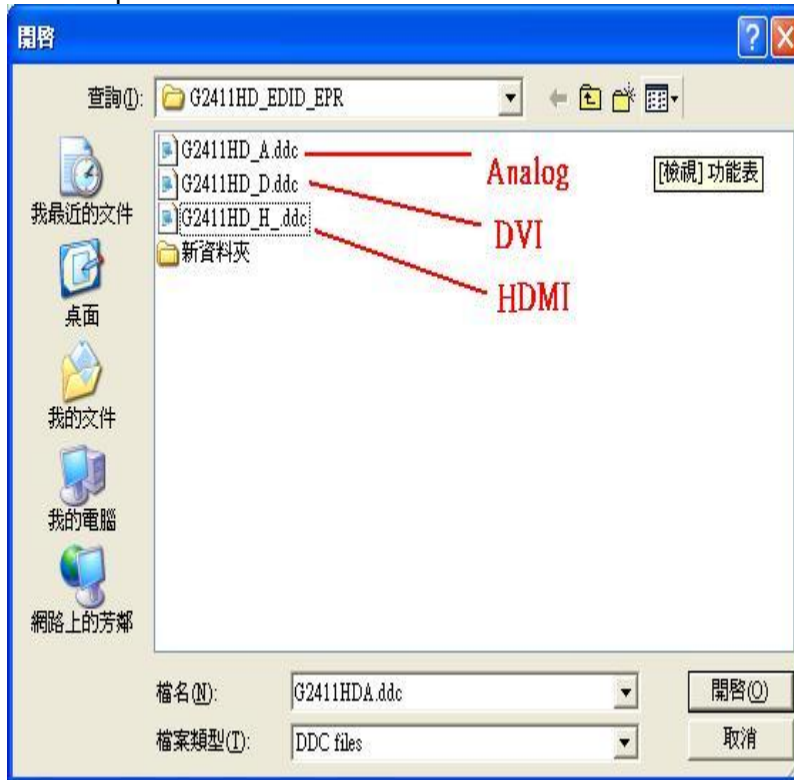 開啓
查詢(I):
G2411HD_EDID_EPR
G2411HD_A.ddc
Analog
[檢視] 功能表
G2411HD_D.ddc
DVI
G2411HD_H_.ddc
HDMI
新資料夾
我最近的文件
桌面
我的文件
我的電腦
網路上的芳鄰
檔名(N):
G2411HDA.ddc
開啓(O)
檔案類型(T):
DDC files
取消